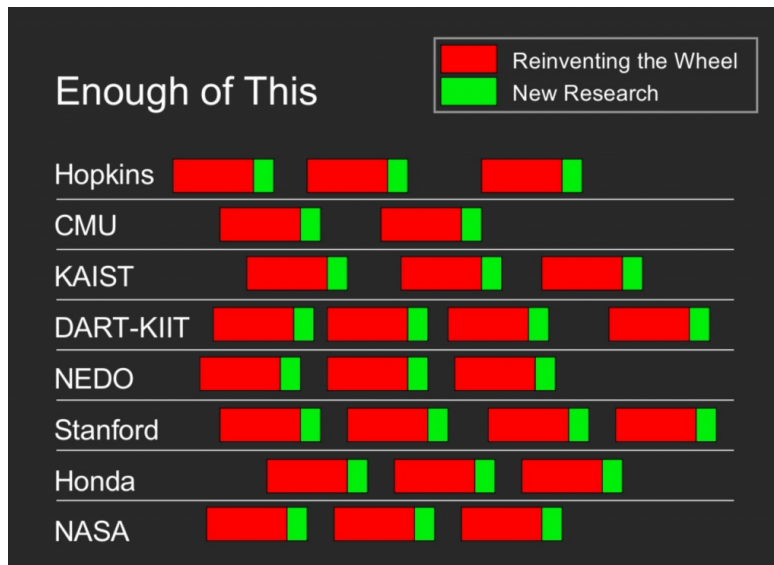 Enough of This
Reinventing the Wheel
New Research
Hopkins
CMU
KAIST
DART-KIIT
NEDO
Stanford
Honda
NASA